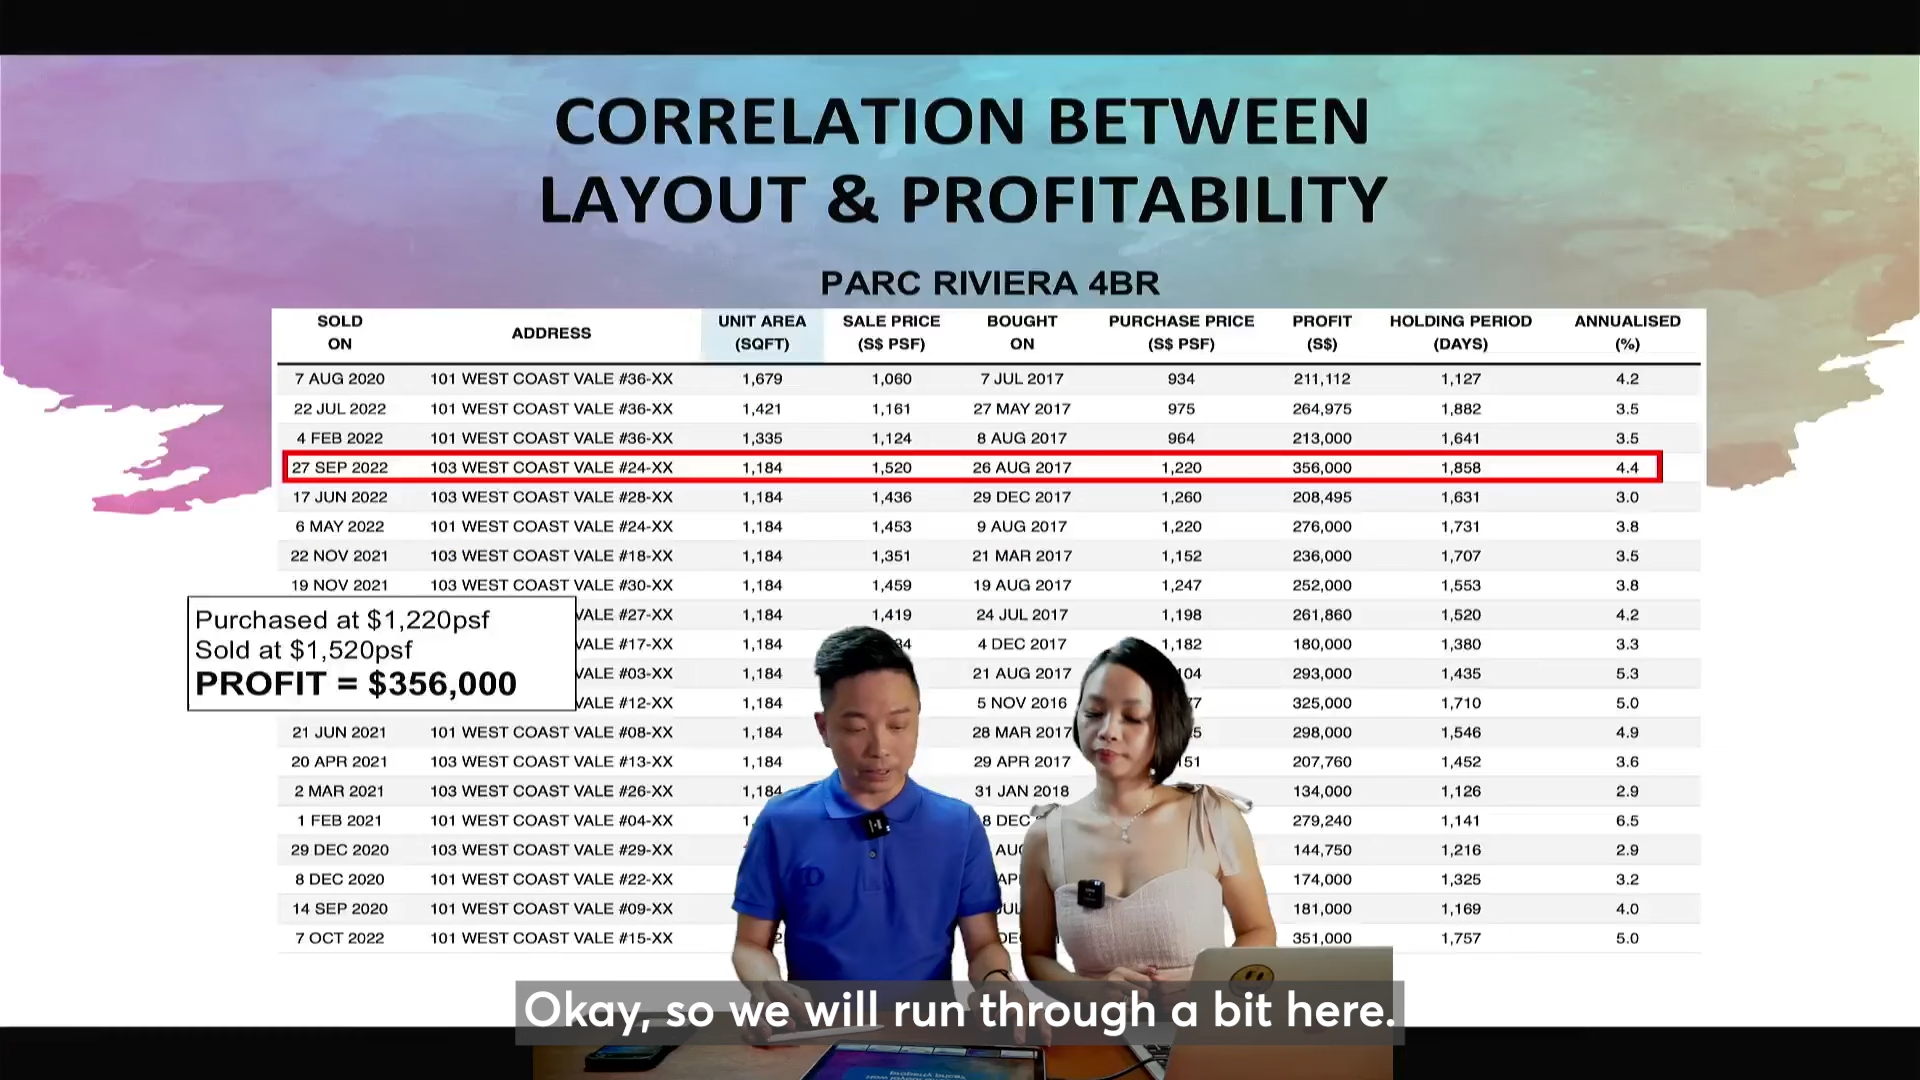 CORRELATION BETWEEN
LAYOUT & PROFITABILITY
PARC RIVIERA 4BR
SOLD ON ADDRESS UNIT AREA (SQFT) SALE PRICE (S$ PSF) BOUGHT ON PURCHASE PRICE (S$ PSF) PROFIT (S$) HOLDING PERIOD (DAYS) ANNUALISED (%)
7 AUG 2020 101 WEST COAST VALE #36-XX 1,679 1,060 7 JUL 2017 934 211,112 1,127 4.2
22 JUL 2022 101 WEST COAST VALE #36-XX 1,421 1,161 27 MAY 2017 975 264,975 1,882 3.5
4 FEB 2022 101 WEST COAST VALE #36-XX 1,335 1,124 8 AUG 2017 964 213,000 1,641 3.5
27 SEP 2022 103 WEST COAST VALE #24-XX 1,184 1,520 26 AUG 2017 1,220 356,000 1,858 4.4
17 JUN 2022 103 WEST COAST VALE #28-XX 1,184 1,436 29 DEC 2017 1,260 208,495 1,631 3.0
6 MAY 2022 101 WEST COAST VALE #24-XX 1,184 1,453 9 AUG 2017 1,220 276,000 1,731 3.8
22 NOV 2021 103 WEST COAST VALE #18-XX 1,184 1,351 21 MAR 2017 1,152 236,000 1,707 3.5
19 NOV 2021 103 WEST COAST VALE #30-XX 1,184 1,459 19 AUG 2017 1,247 252,000 1,553 3.8
VALE #27-XX 1,184 1,419 24 JUL 2017 1,198 261,860 1,520 4.2
VALE #17-XX 1,184 4 DEC 2017 1,182 180,000 1,380 3.3
VALE #03-XX 1,184 21 AUG 2017 293,000 1,435 5.3
VALE #12-XX 1,184 5 NOV 2016 325,000 1,710 5.0
Purchased at $1,220psf
Sold at $1,520psf
PROFIT = $356,000
21 JUN 2021 101 WEST COAST VALE #08-XX 1,184 28 MAR 2017 298,000 1,546 4.9
20 APR 2021 103 WEST COAST VALE #13-XX 1,184 29 APR 2017 207,760 1,452 3.6
2 MAR 2021 103 WEST COAST VALE #26-XX 1,184 31 JAN 2018 134,000 1,126 2.9
1 FEB 2021 101 WEST COAST VALE #04-XX DEC 279,240 1,141 6.5
29 DEC 2020 103 WEST COAST VALE #29-XX 144,750 1,216 2.9
8 DEC 2020 101 WEST COAST VALE #22-XX 174,000 1,325 3.2
14 SEP 2020 101 WEST COAST VALE #09-XX 181,000 1,169 4.0
7 OCT 2022 101 WEST COAST VALE #15-XX 351,000 1,757 5.0
Okay, so we will run through a bit here.